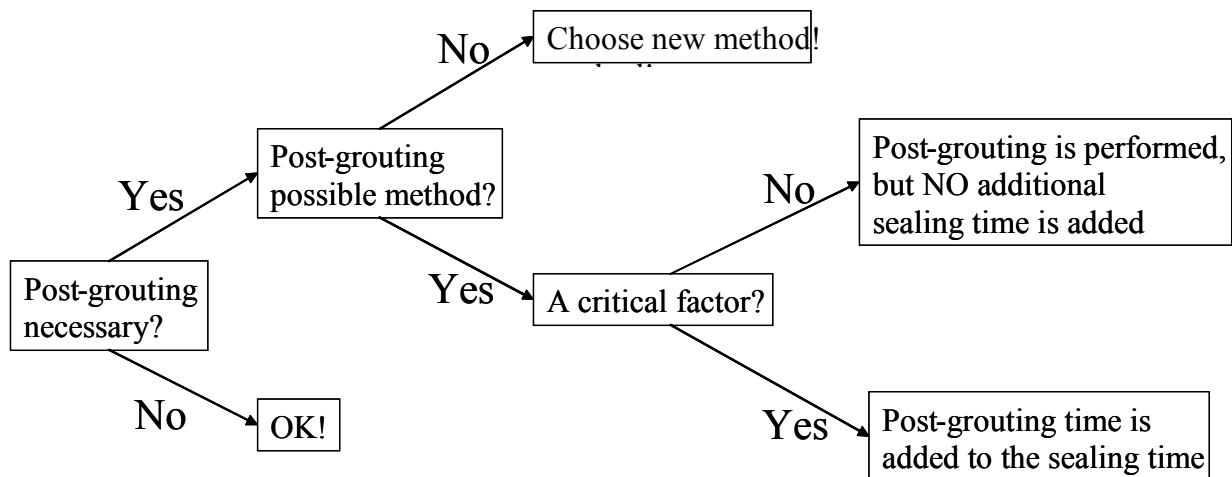 No
Choose new method!
Post-grouting
possible method?
Yes
Post-grouting is performed,
but NO additional
sealing time is added
No
Post-grouting
necessary?
Yes
A critical factor?
No
OK!
Yes
Post-grouting time is
added to the sealing time